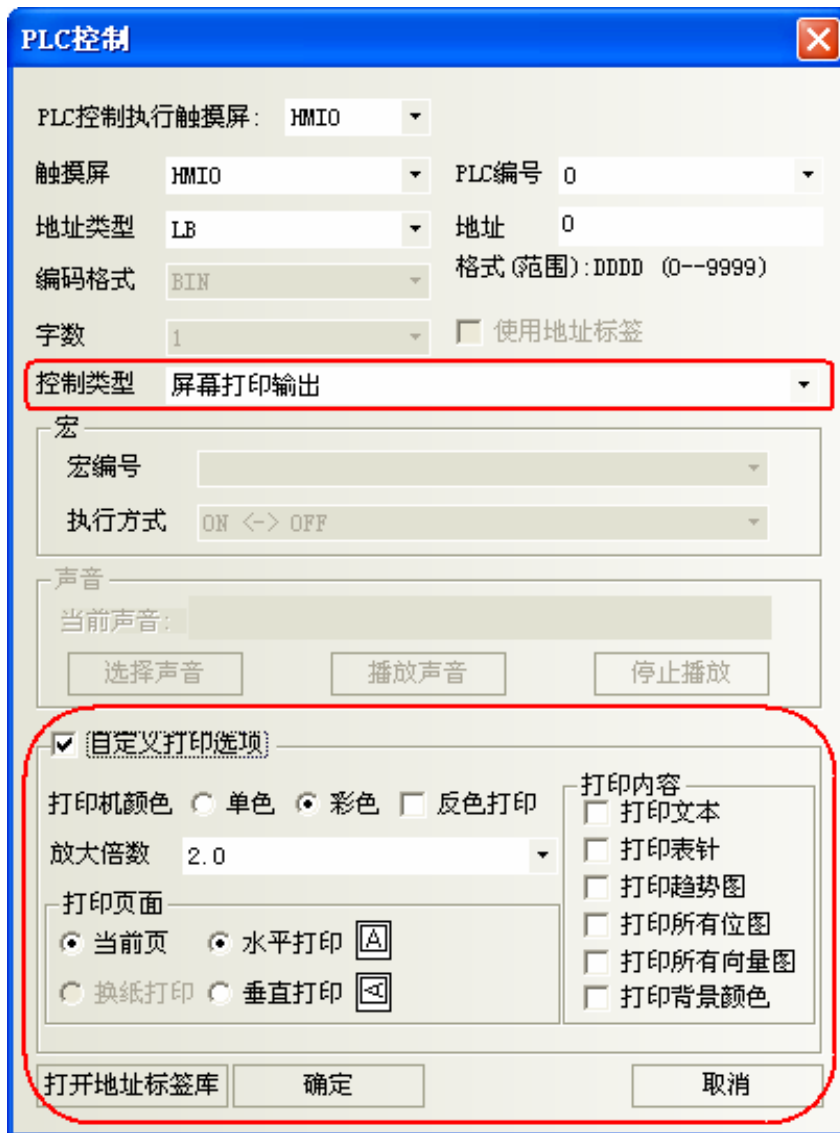 PLC控制
PLC控制执行触摸屏: HMI0
触摸屏 HMI0 PLC编号 0
地址类型 LB 地址 0
编码格式 BIN 格式(范围):DDDD (0--9999)
字数 1 使用地址标签
控制类型 屏幕打印输出
宏
宏编号
执行方式 ON <-> OFF
声音
当前声音:
选择声音 播放声音 停止播放
自定义打印选项
打印机颜色 单色 彩色 反色打印
放大倍数 2.0
打印页面
当前页 水平打印 A
换纸打印 垂直打印 A
打印内容
打印文本
打印表针
打印趋势图
打印所有位图
打印所有向量图
打印背景颜色
打开地址标签库 确定 取消